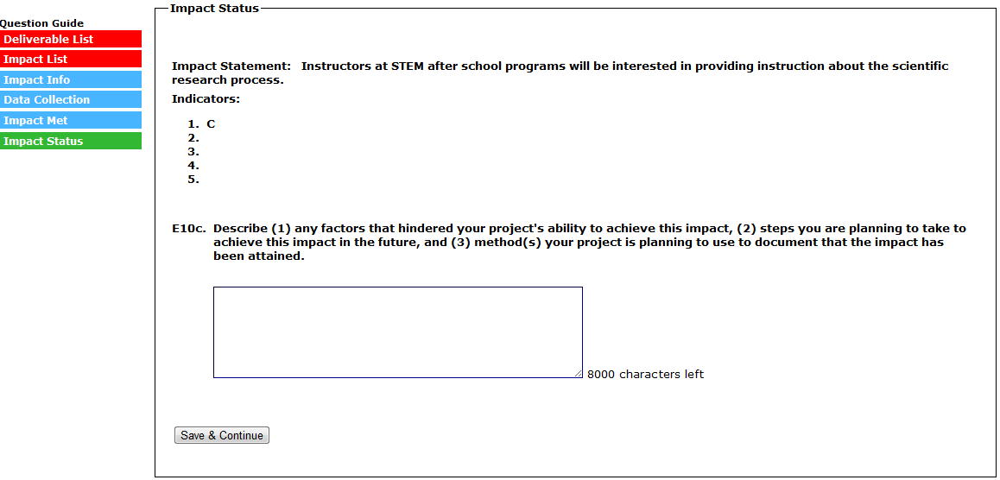 Impact Status
Question Guide
Deliverable List
Impact List
Impact Info
Data Collection
Impact Met
Impact Status
Impact Statement:   Instructors at STEM after school programs will be interested in providing instruction about the scientific
research process.
Indicators:
1. C
2.
3.
4.
5.
E10c. Describe (1) any factors that hindered your project's ability to achieve this impact, (2) steps you are planning to take to
achieve this impact in the future, and (3) method(s) your project is planning to use to document that the impact has
been attained.
8000 characters left
Save & Continue